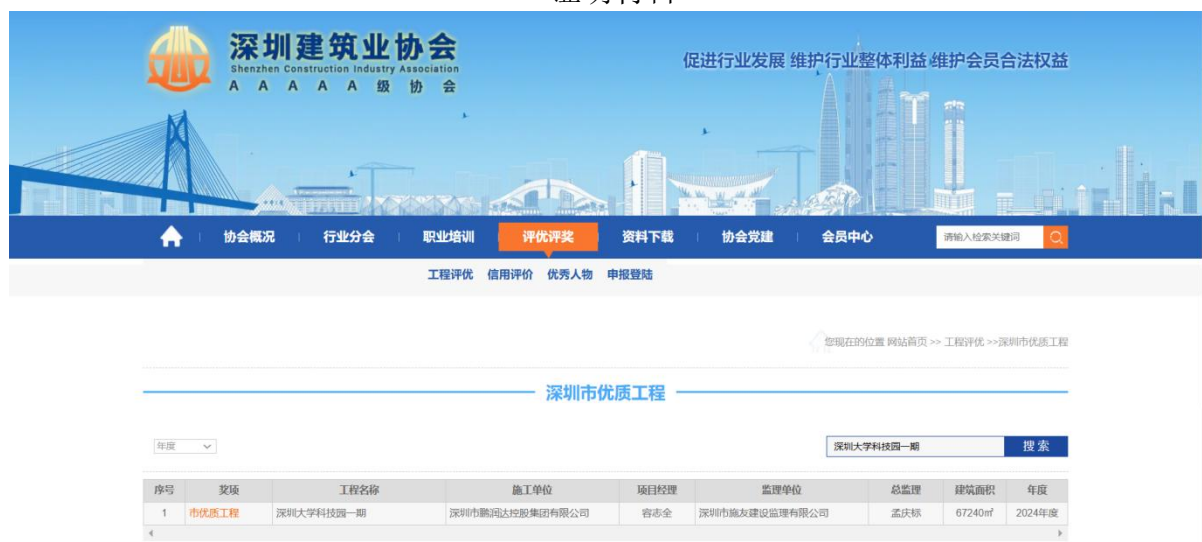 深圳建筑业协会
Shenzhen Construction Industry Association
AAAAA级协会
促进行业发展 维护行业整体利益 维护会员合法权益
协会概况 行业分会 职业培训 评优评奖 资料下载 协会党建 会员中心 请输入检索关键词
工程评优 信用评价 优秀人物 申报登陆
您现在的位置 网站首页 >> 工程评优 >>深圳市优质工程
深圳市优质工程
年度 深圳大学科技园一期 搜索
序号 奖项 工程名称 施工单位 项目经理 监理单位 总监理 建筑面积 年度
1 市优质工程 深圳大学科技园一期 深圳市鹏润达控股集团有限公司 容志全 深圳市施友建设监理有限公司 孟庆标 67240㎡ 2024年度